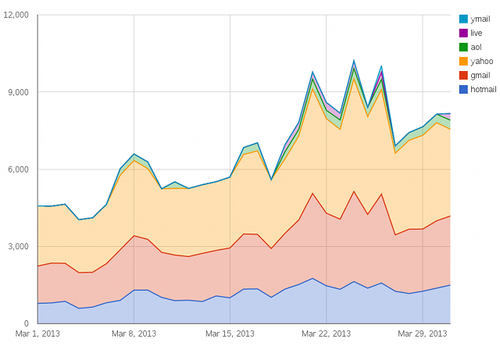 12,000
9,000
6,000
3,000
0
Mar 1, 2013 Mar 8, 2013 Mar 15, 2013 Mar 22, 2013 Mar 29, 2013
ymail
live
aol
yahoo
gmail
hotmail